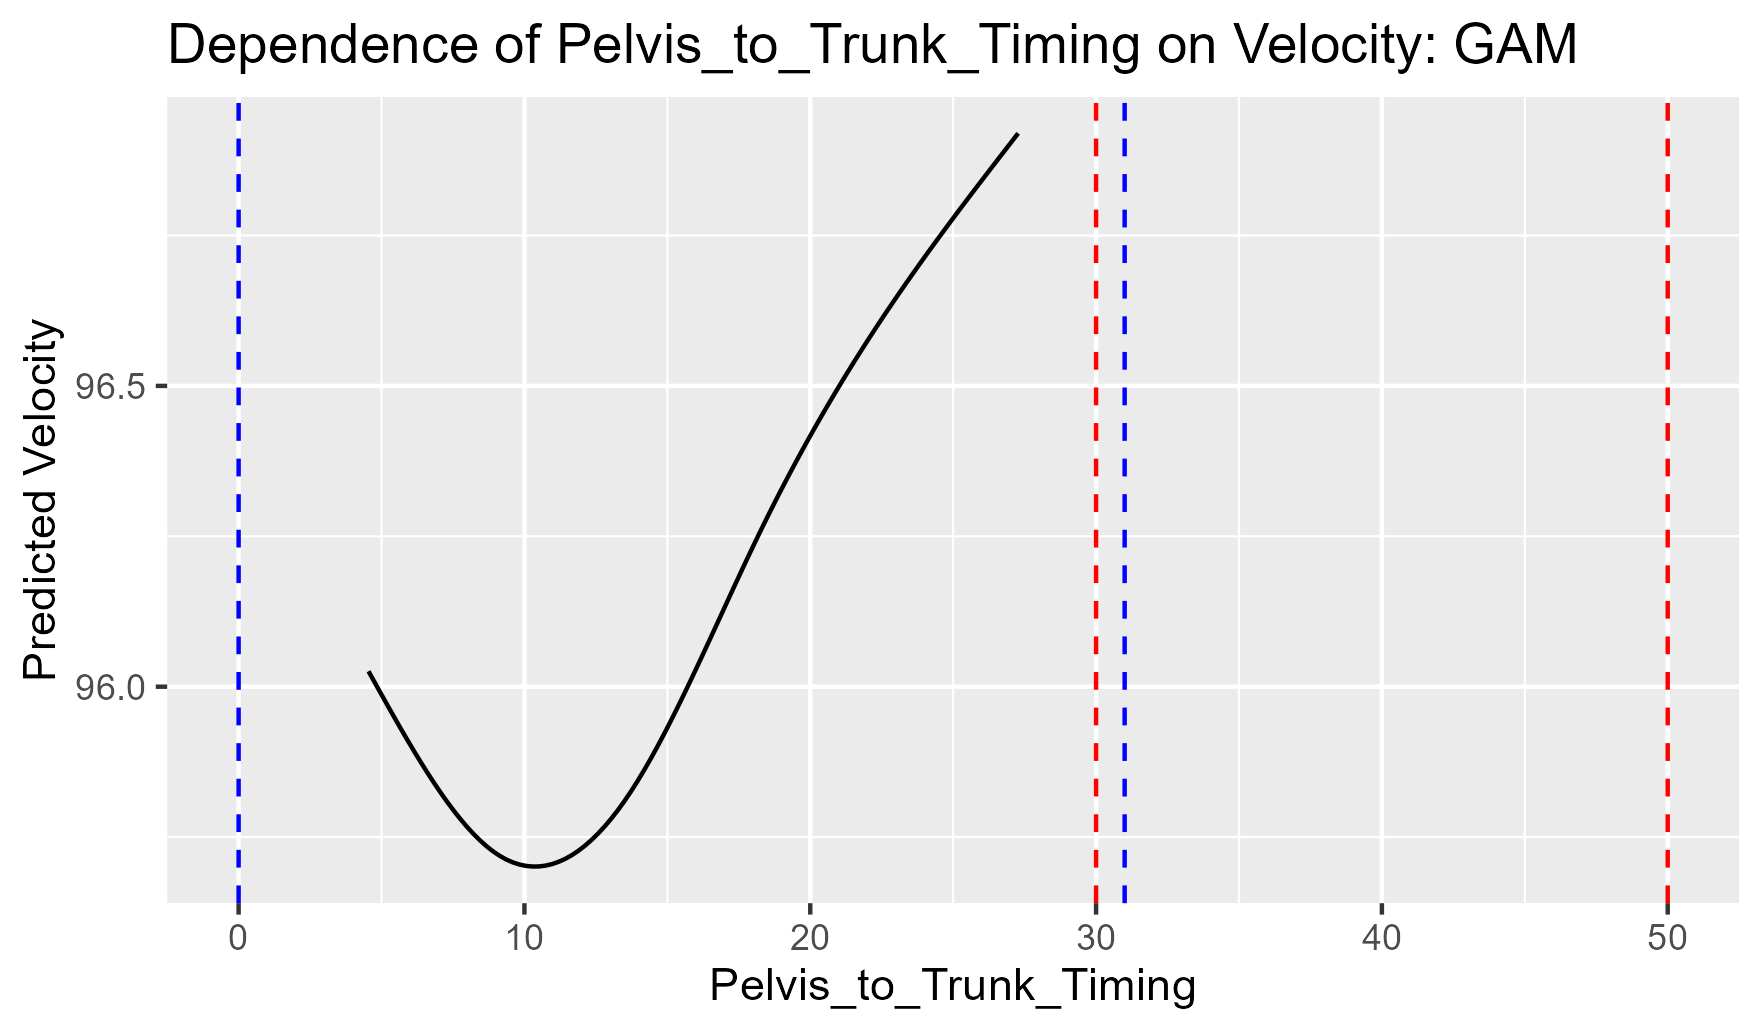 Dependence of Pelvis_to_Trunk_Timing on Velocity: GAM
Predicted Velocity
96.5
96.0
0 10 20 30 40 50
Pelvis_to_Trunk_Timing